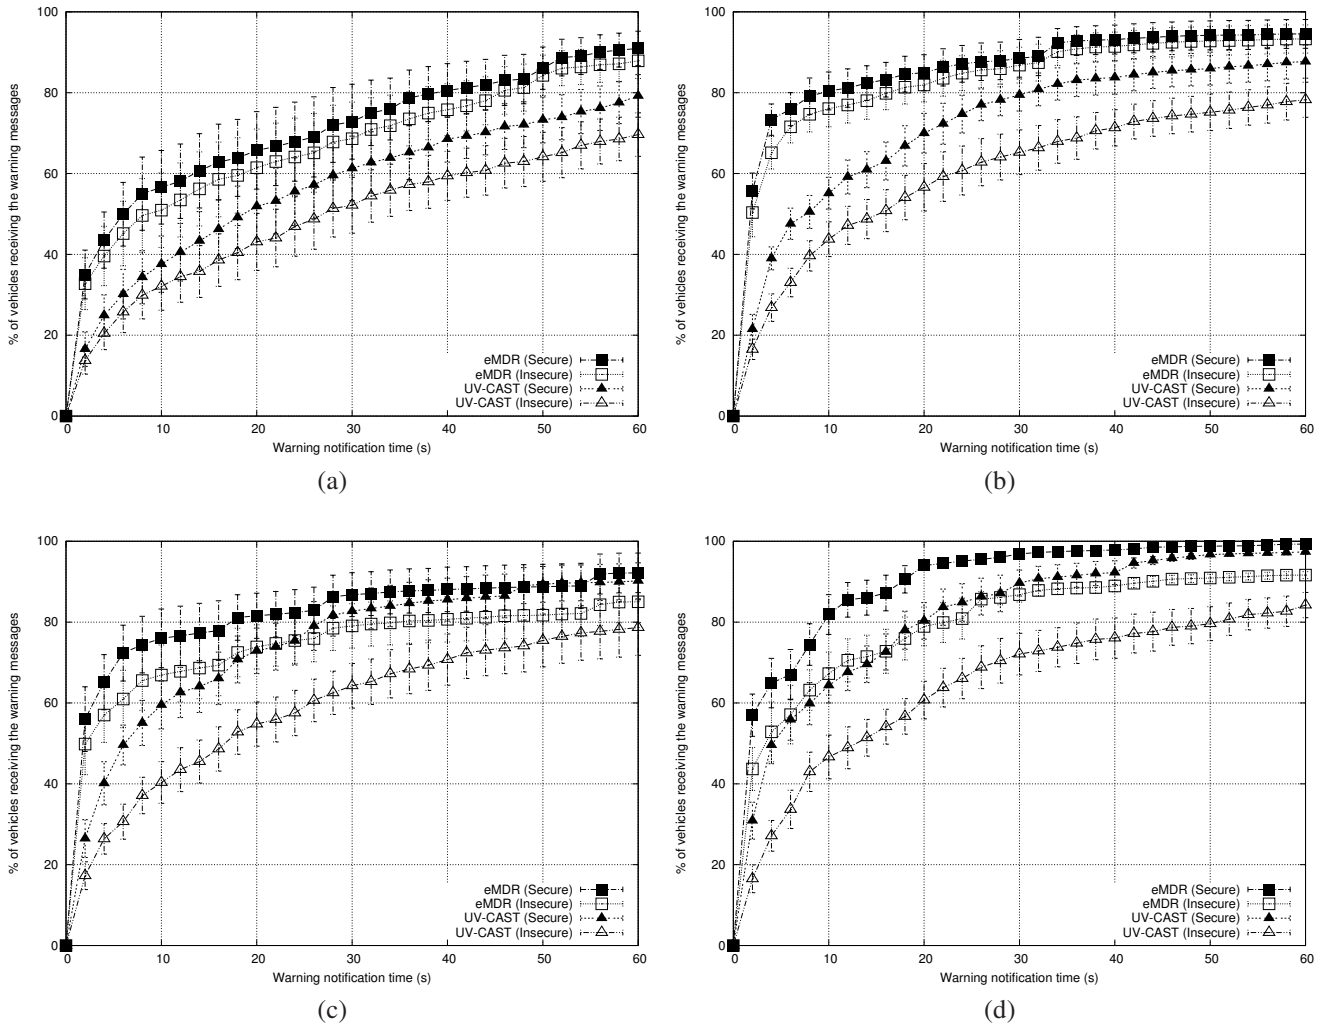 100
80
60
40
20
0
% of vehicles receiving the warning messages
eMDR (Secure)
eMDR (Insecure)
UV-CAST (Secure)
UV-CAST (Insecure)
0 10 20 30 40 50 60
Warning notification time (s)
(a)
100
80
60
40
20
0
% of vehicles receiving the warning messages
eMDR (Secure)
eMDR (Insecure)
UV-CAST (Secure)
UV-CAST (Insecure)
0 10 20 30 40 50 60
Warning notification time (s)
(b)
100
80
60
40
20
0
% of vehicles receiving the warning messages
eMDR (Secure)
eMDR (Insecure)
UV-CAST (Secure)
UV-CAST (Insecure)
0 10 20 30 40 50 60
Warning notification time (s)
(c)
100
80
60
40
20
0
% of vehicles receiving the warning messages
eMDR (Secure)
eMDR (Insecure)
UV-CAST (Secure)
UV-CAST (Insecure)
0 10 20 30 40 50 60
Warning notification time (s)
(d)